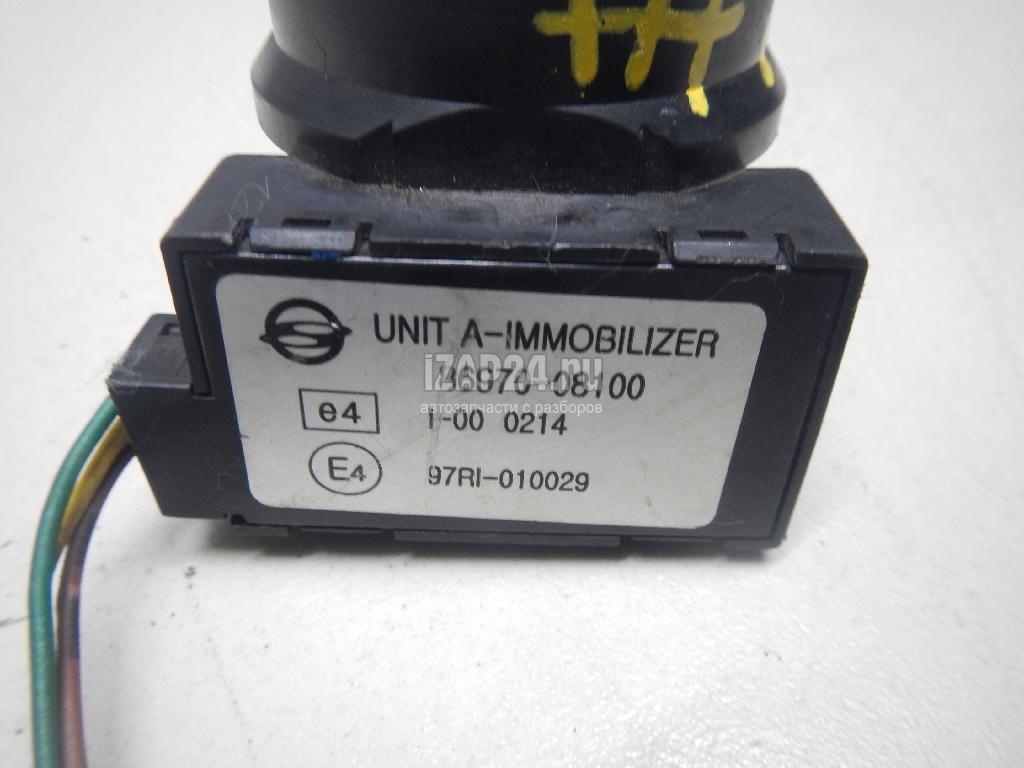 UNIT A-IMMOBILIZER
86970-08100
iZAP24.ru
автозапчасти с разборов
e4
1-00 0214
E4
97RI-010029